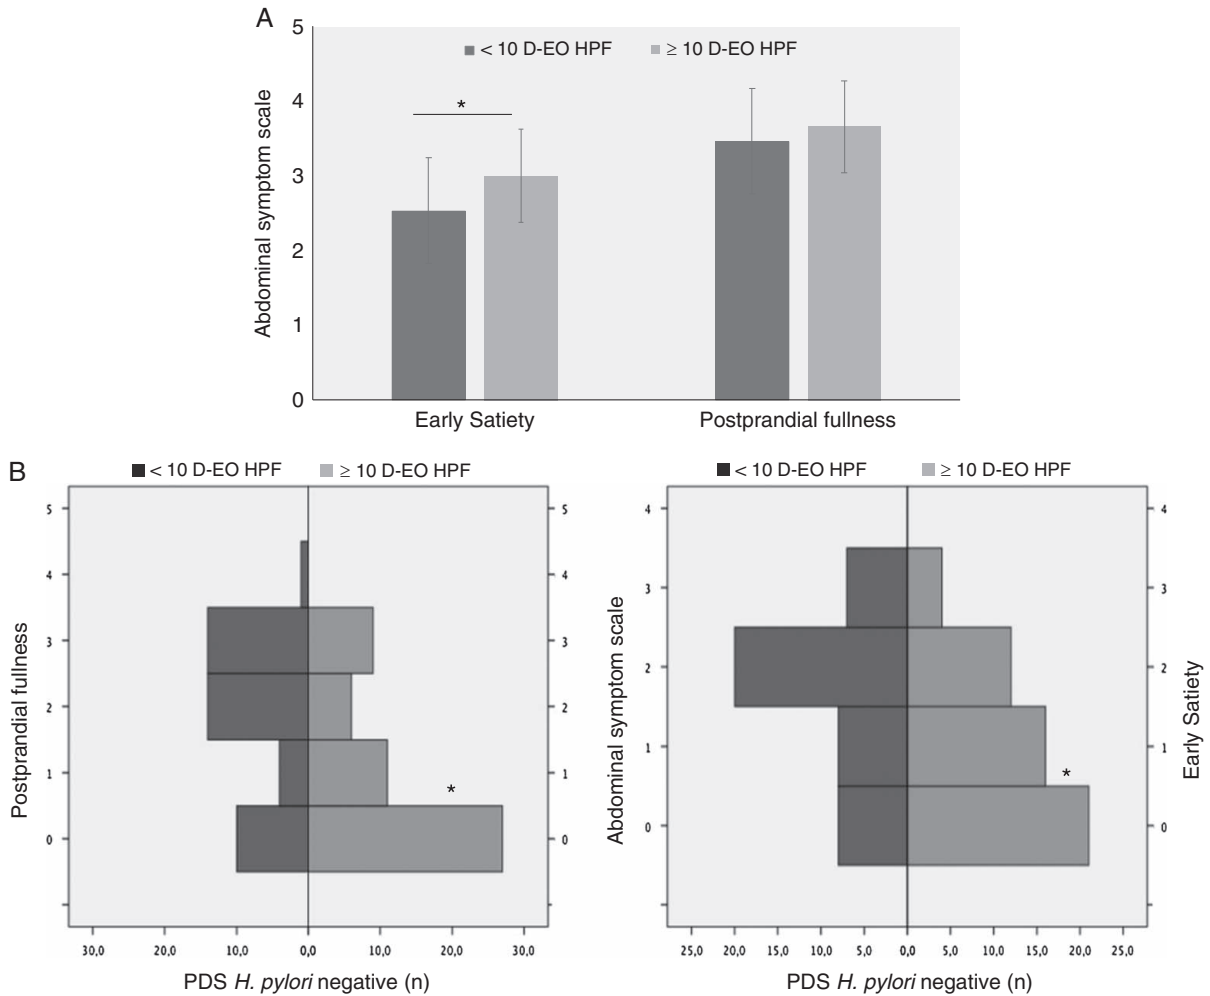 A
5
< 10 D-EO HPF ≥ 10 D-EO HPF
4
*
3
2
1
0
Abdominal symptom scale
Early Satiety Postprandial fullness
B
< 10 D-EO HPF ≥ 10 D-EO HPF
5 5
4 4
3 3
2 2
1 1
*
0 0
Postprandial fullness
30,0 20,0 10,0 0,0 10,0 20,0 30,0
PDS H. pylori negative (n)
< 10 D-EO HPF ≥ 10 D-EO HPF
4 4
3 3
2 2
1 1
*
0 0
Abdominal symptom scale
Early Satiety
25,0 20,0 15,0 10,0 5,0 0,0 5,0 10,0 15,0 20,0 25,0
PDS H. pylori negative (n)